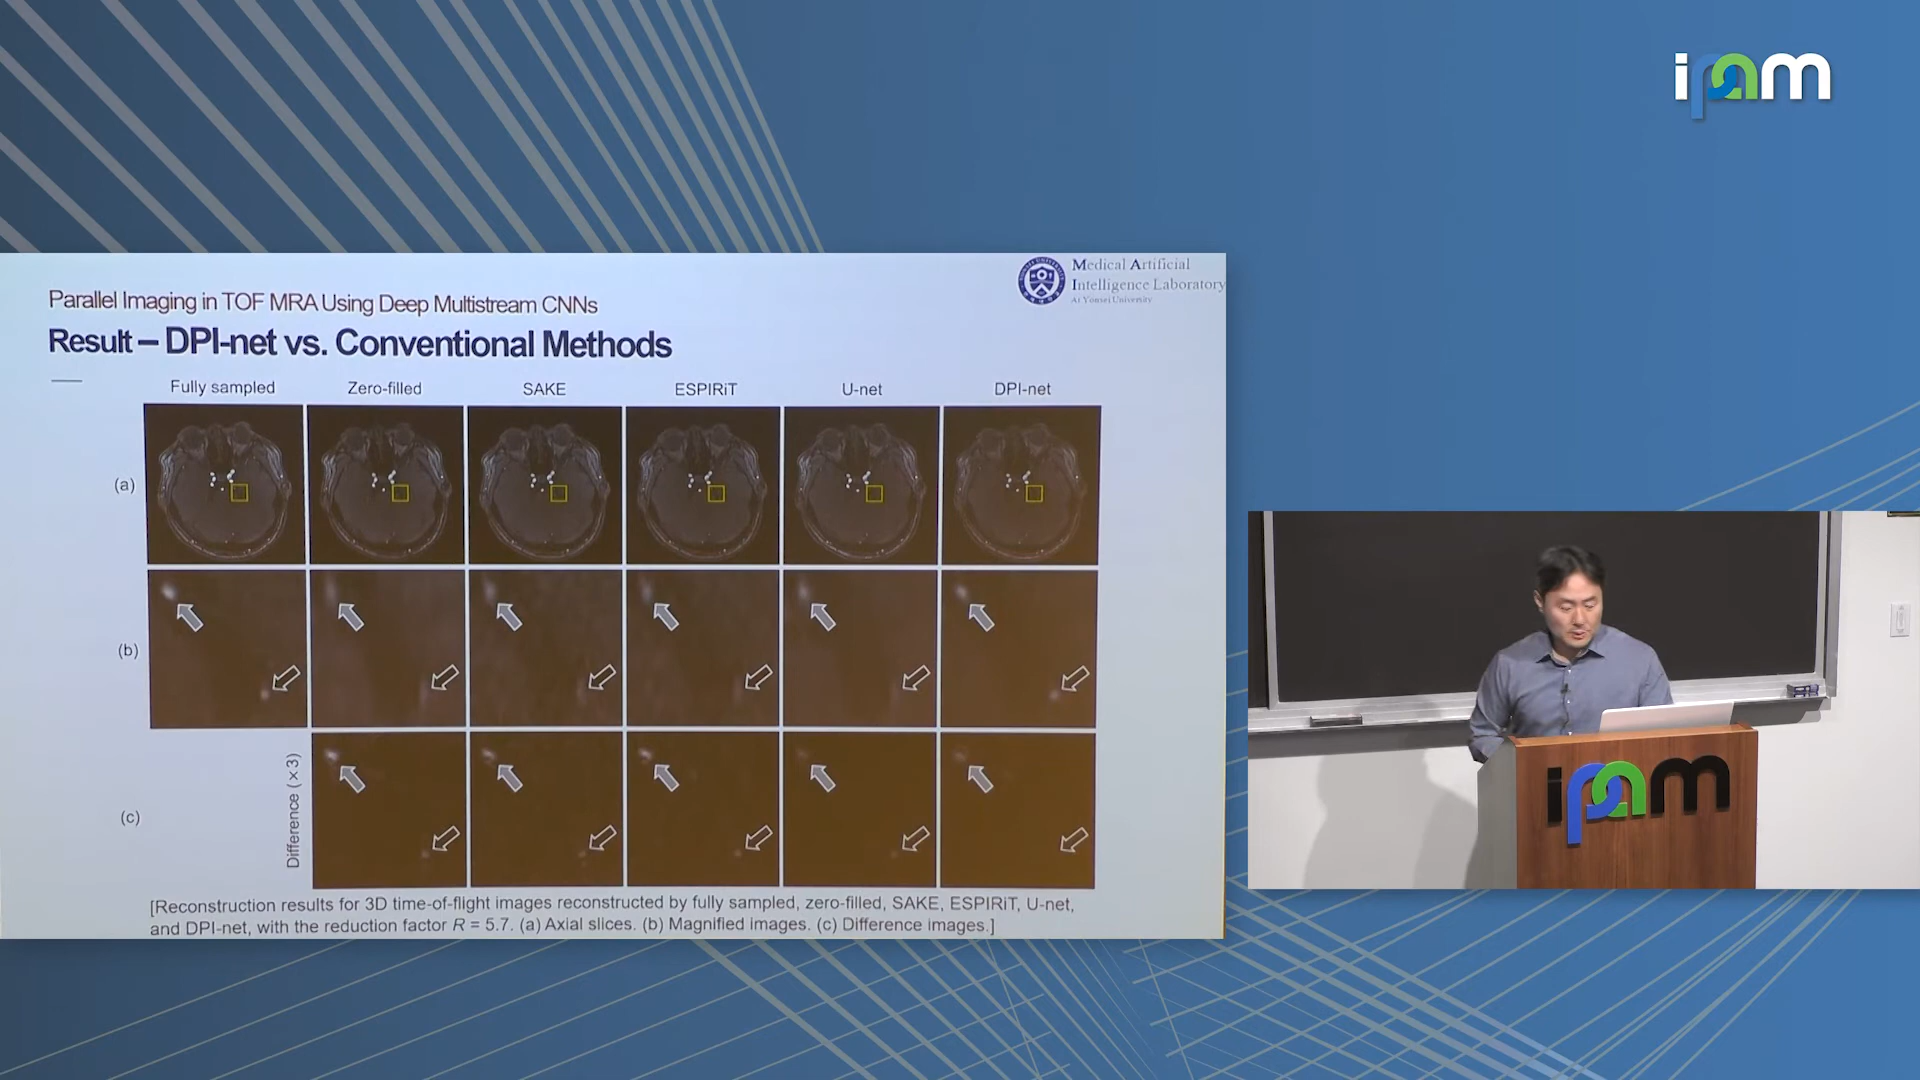 ipam
Medical Artificial
Intelligence Laboratory
At Yonsei University
Parallel Imaging in TOF MRA Using Deep Multistream CNNs
Result – DPI-net vs. Conventional Methods
Fully sampled Zero-filled SAKE ESPIRiT U-net DPI-net
(a)
(b)
(c)
Difference (×3)
[Reconstruction results for 3D time-of-flight images reconstructed by fully sampled, zero-filled, SAKE, ESPIRiT, U-net,
and DPI-net, with the reduction factor R = 5.7. (a) Axial slices. (b) Magnified images. (c) Difference images.]
ipam